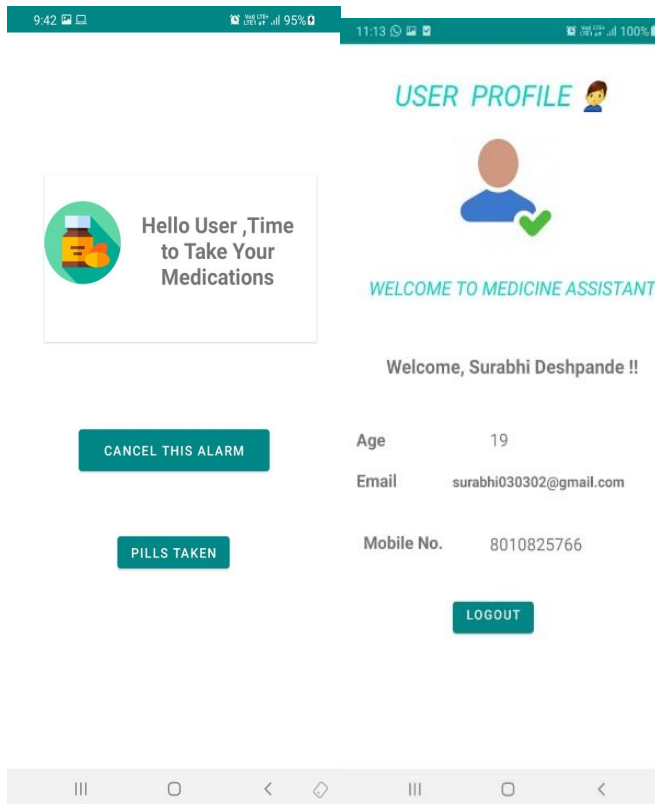 9:42
95%
Hello User ,Time
to Take Your
Medications
CANCEL THIS ALARM
PILLS TAKEN
11:13
100%
USER PROFILE
WELCOME TO MEDICINE ASSISTANT
Welcome, Surabhi Deshpande !!
Age 19
Email surabhi030302@gmail.com
Mobile No. 8010825766
LOGOUT